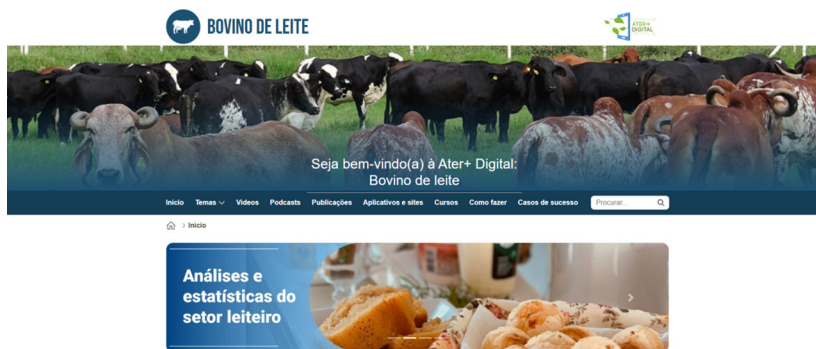 BOVINO DE LEITE
ATER+
DIGITAL
Seja bem-vindo(a) à Ater+ Digital:
Bovino de leite
Início Temas Vídeos Podcasts Publicações Aplicativos e sites Cursos Como fazer Casos de sucesso Procurar...
> Início
Análises e
estatísticas do
setor leiteiro